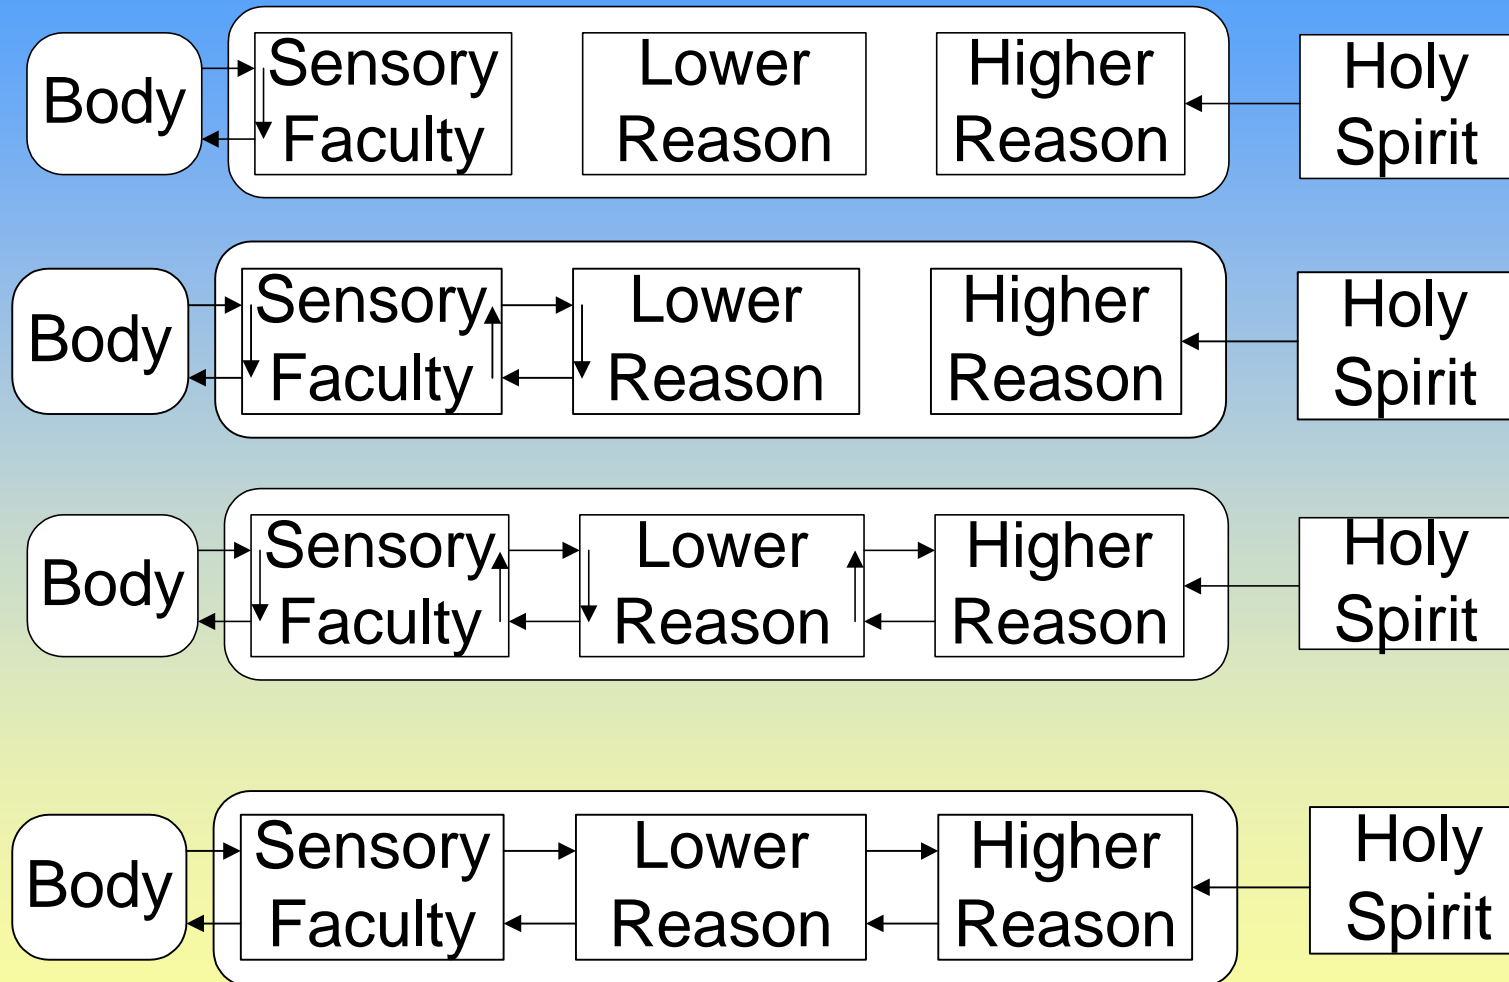 Body
Sensory
Faculty
Lower
Reason
Higher
Reason
Holy
Spirit
Body
Sensory
Faculty
Lower
Reason
Higher
Reason
Holy
Spirit
Body
Sensory
Faculty
Lower
Reason
Higher
Reason
Holy
Spirit
Body
Sensory
Faculty
Lower
Reason
Higher
Reason
Holy
Spirit